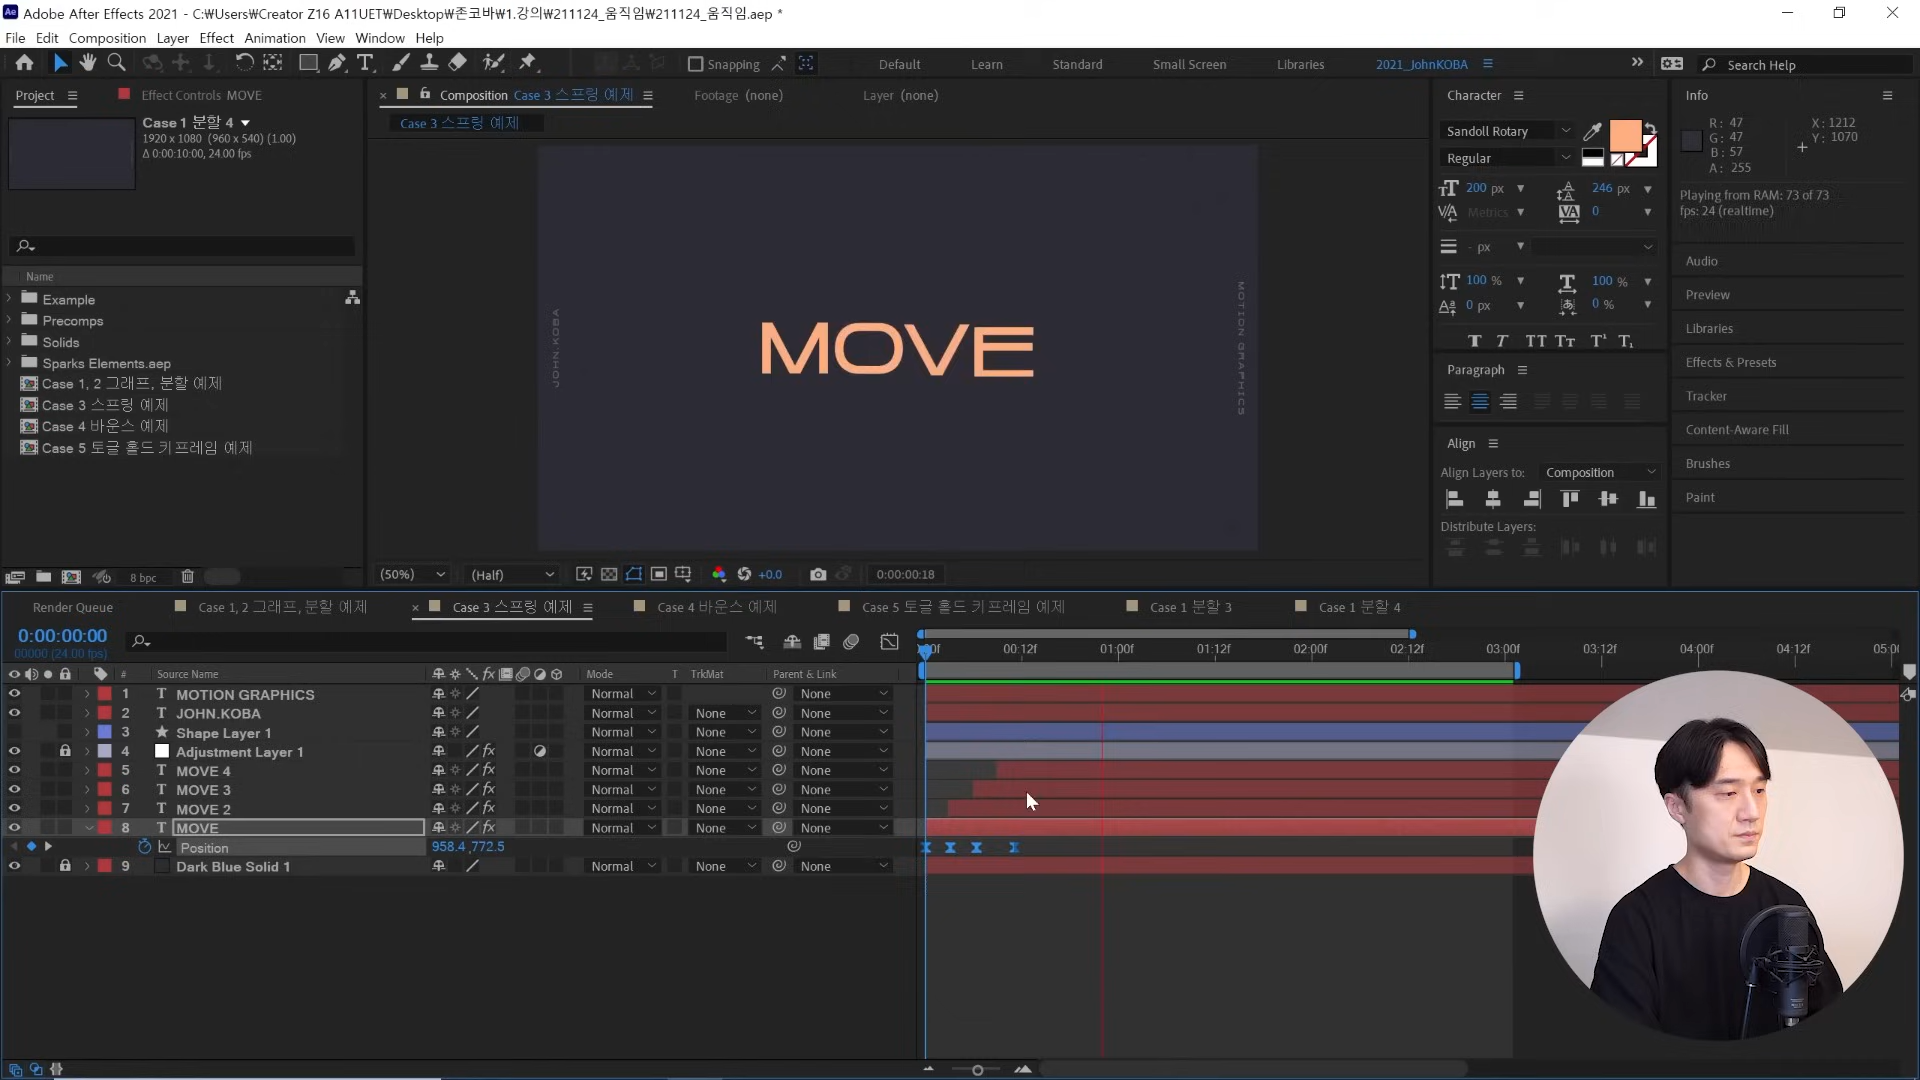 Adobe After Effects 2021 - C:₩Users₩Creator Z16 A11UET₩Desktop₩존코바₩1.강의₩211124_움직임₩211124_움직임.aep *
File Edit Composition Layer Effect Animation View Window Help
Snapping Default Learn Standard Small Screen Libraries 2021_JohnKOBA Search Help
Project Effect Controls MOVE
Case 1 분할 4
1920 x 1080 (960 x 540) (1.00)
Δ 0:00:10:00, 24.00 fps
Name
Example
Precomps
Solids
Sparks Elements.aep
Case 1, 2 그래프, 분할 예제
Case 3 스프링 예제
Case 4 바운스 예제
Case 5 토글 홀드 키프레임 예제
8 bpc
Composition Case 3 스프링 예제 Footage (none) Layer (none)
Case 3 스프링 예제
MOVE
JOHN.KOBA
MOTION GRAPHICS
(50%) (Half) +0.0 0:00:00:18
Character
Sandoll Rotary
Regular
200 px 246 px
Metrics 0
- px
100 % 100 %
0 px 0 %
Paragraph
Align
Align Layers to: Composition
Distribute Layers:
Info
R: 47
G: 47
B: 57
A: 255
X: 1212
Y: 1070
Playing from RAM: 73 of 73
fps: 24 (realtime)
Audio
Preview
Libraries
Effects & Presets
Tracker
Content-Aware Fill
Brushes
Paint
Render Queue Case 1, 2 그래프, 분할 예제 Case 3 스프링 예제 Case 4 바운스 예제 Case 5 토글 홀드 키프레임 예제 Case 1 분할 3 Case 1 분할 4
0:00:00:00
00000 (24.00 fps)
00:12f 01:00f 01:12f 02:00f 02:12f 03:00f 03:12f 04:00f 04:12f
# Source Name Mode T TrkMat Parent & Link
1 T MOTION GRAPHICS Normal None
2 T JOHN.KOBA Normal None None
3 Shape Layer 1 Normal None None
4 Adjustment Layer 1 fx Normal None None
5 T MOVE 4 fx Normal None None
6 T MOVE 3 fx Normal None None
7 T MOVE 2 fx Normal None None
8 T MOVE fx Normal None None
Position 958.4,772.5
9 Dark Blue Solid 1 Normal None None